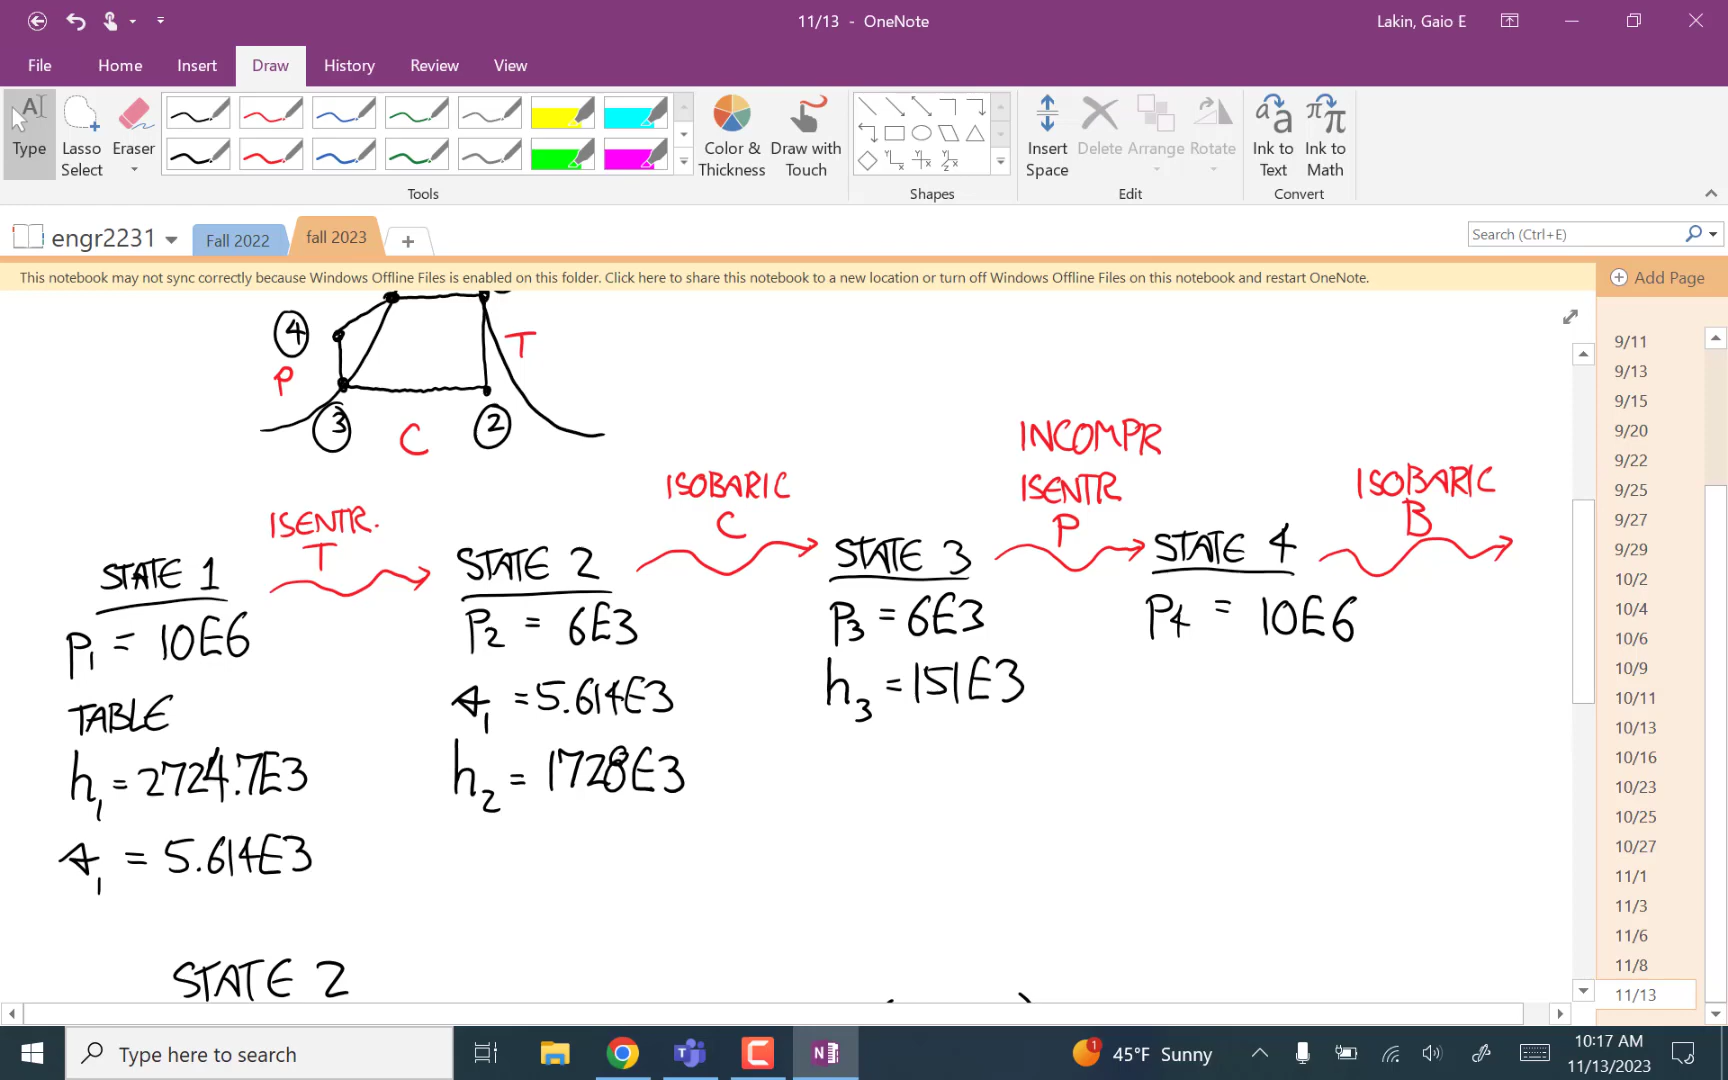 11/13 - OneNote
Lakin, Gaio E
File Home Insert Draw History Review View
Type
Lasso Select
Eraser
Color & Thickness
Draw with Touch
Insert Space
Delete
Arrange
Rotate
Ink to Text
Ink to Math
Tools
Shapes
Edit
Convert
engr2231
Fall 2022
fall 2023
Search (Ctrl+E)
This notebook may not sync correctly because Windows Offline Files is enabled on this folder. Click here to share this notebook to a new location or turn off Windows Offline Files on this notebook and restart OneNote.
Add Page
9/11
9/13
9/15
9/20
9/22
9/25
9/27
9/29
10/2
10/4
10/6
10/9
10/11
10/13
10/16
10/23
10/25
10/27
11/1
11/3
11/6
11/8
11/13
4
T
P
3
C
2
ISENTR.
T
ISOBARIC
C
INCOMPR
ISENTR
P
ISOBARIC
B
STATE 1
P1 = 10E6
TABLE
h1 = 2724.7E3
s1 = 5.614E3
STATE 2
P2 = 6E3
s1 = 5.614E3
h2 = 1728E3
STATE 3
P3 = 6E3
h3 = 151E3
STATE 4
P4 = 10E6
STATE 2
Type here to search
1
45°F Sunny
10:17 AM
11/13/2023